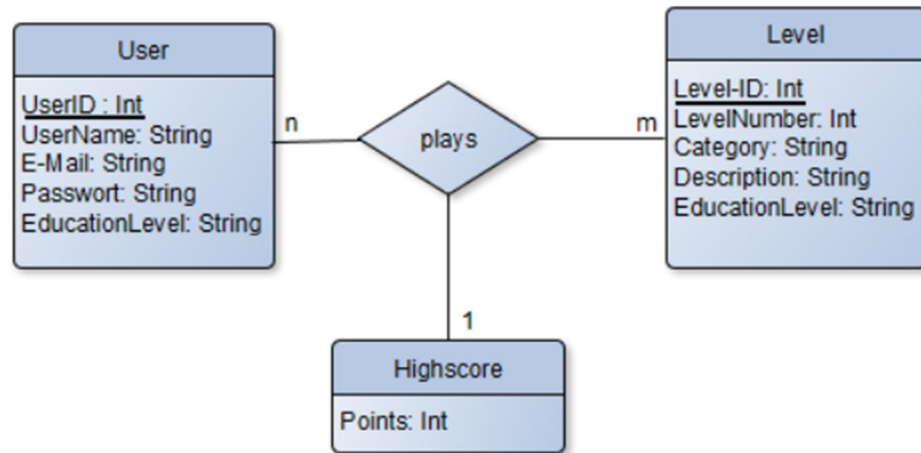 User
UserID : Int
UserName: String
E-Mail: String
Passwort: String
EducationLevel: String
n
plays
m
Level
Level-ID: Int
LevelNumber: Int
Category: String
Description: String
EducationLevel: String
1
Highscore
Points: Int